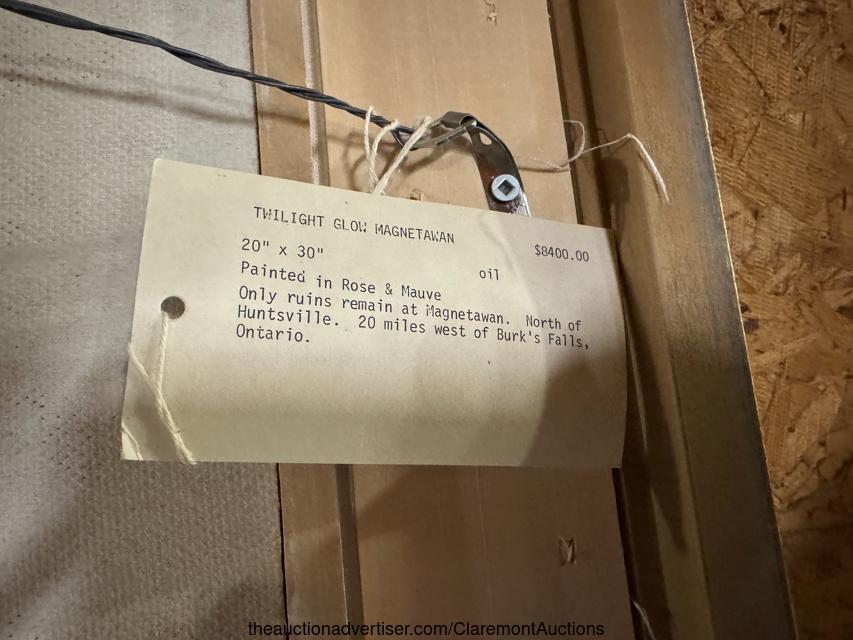 TWILIGHT GLOW MAGNETAWAN
$8400.00
20" x 30"
oil
Painted in Rose & Mauve
Only ruins remain at Magnetawan. North of
Huntsville. 20 miles west of Burk's Falls,
Ontario.
theauctionadvertiser.com/ClaremontAuctions